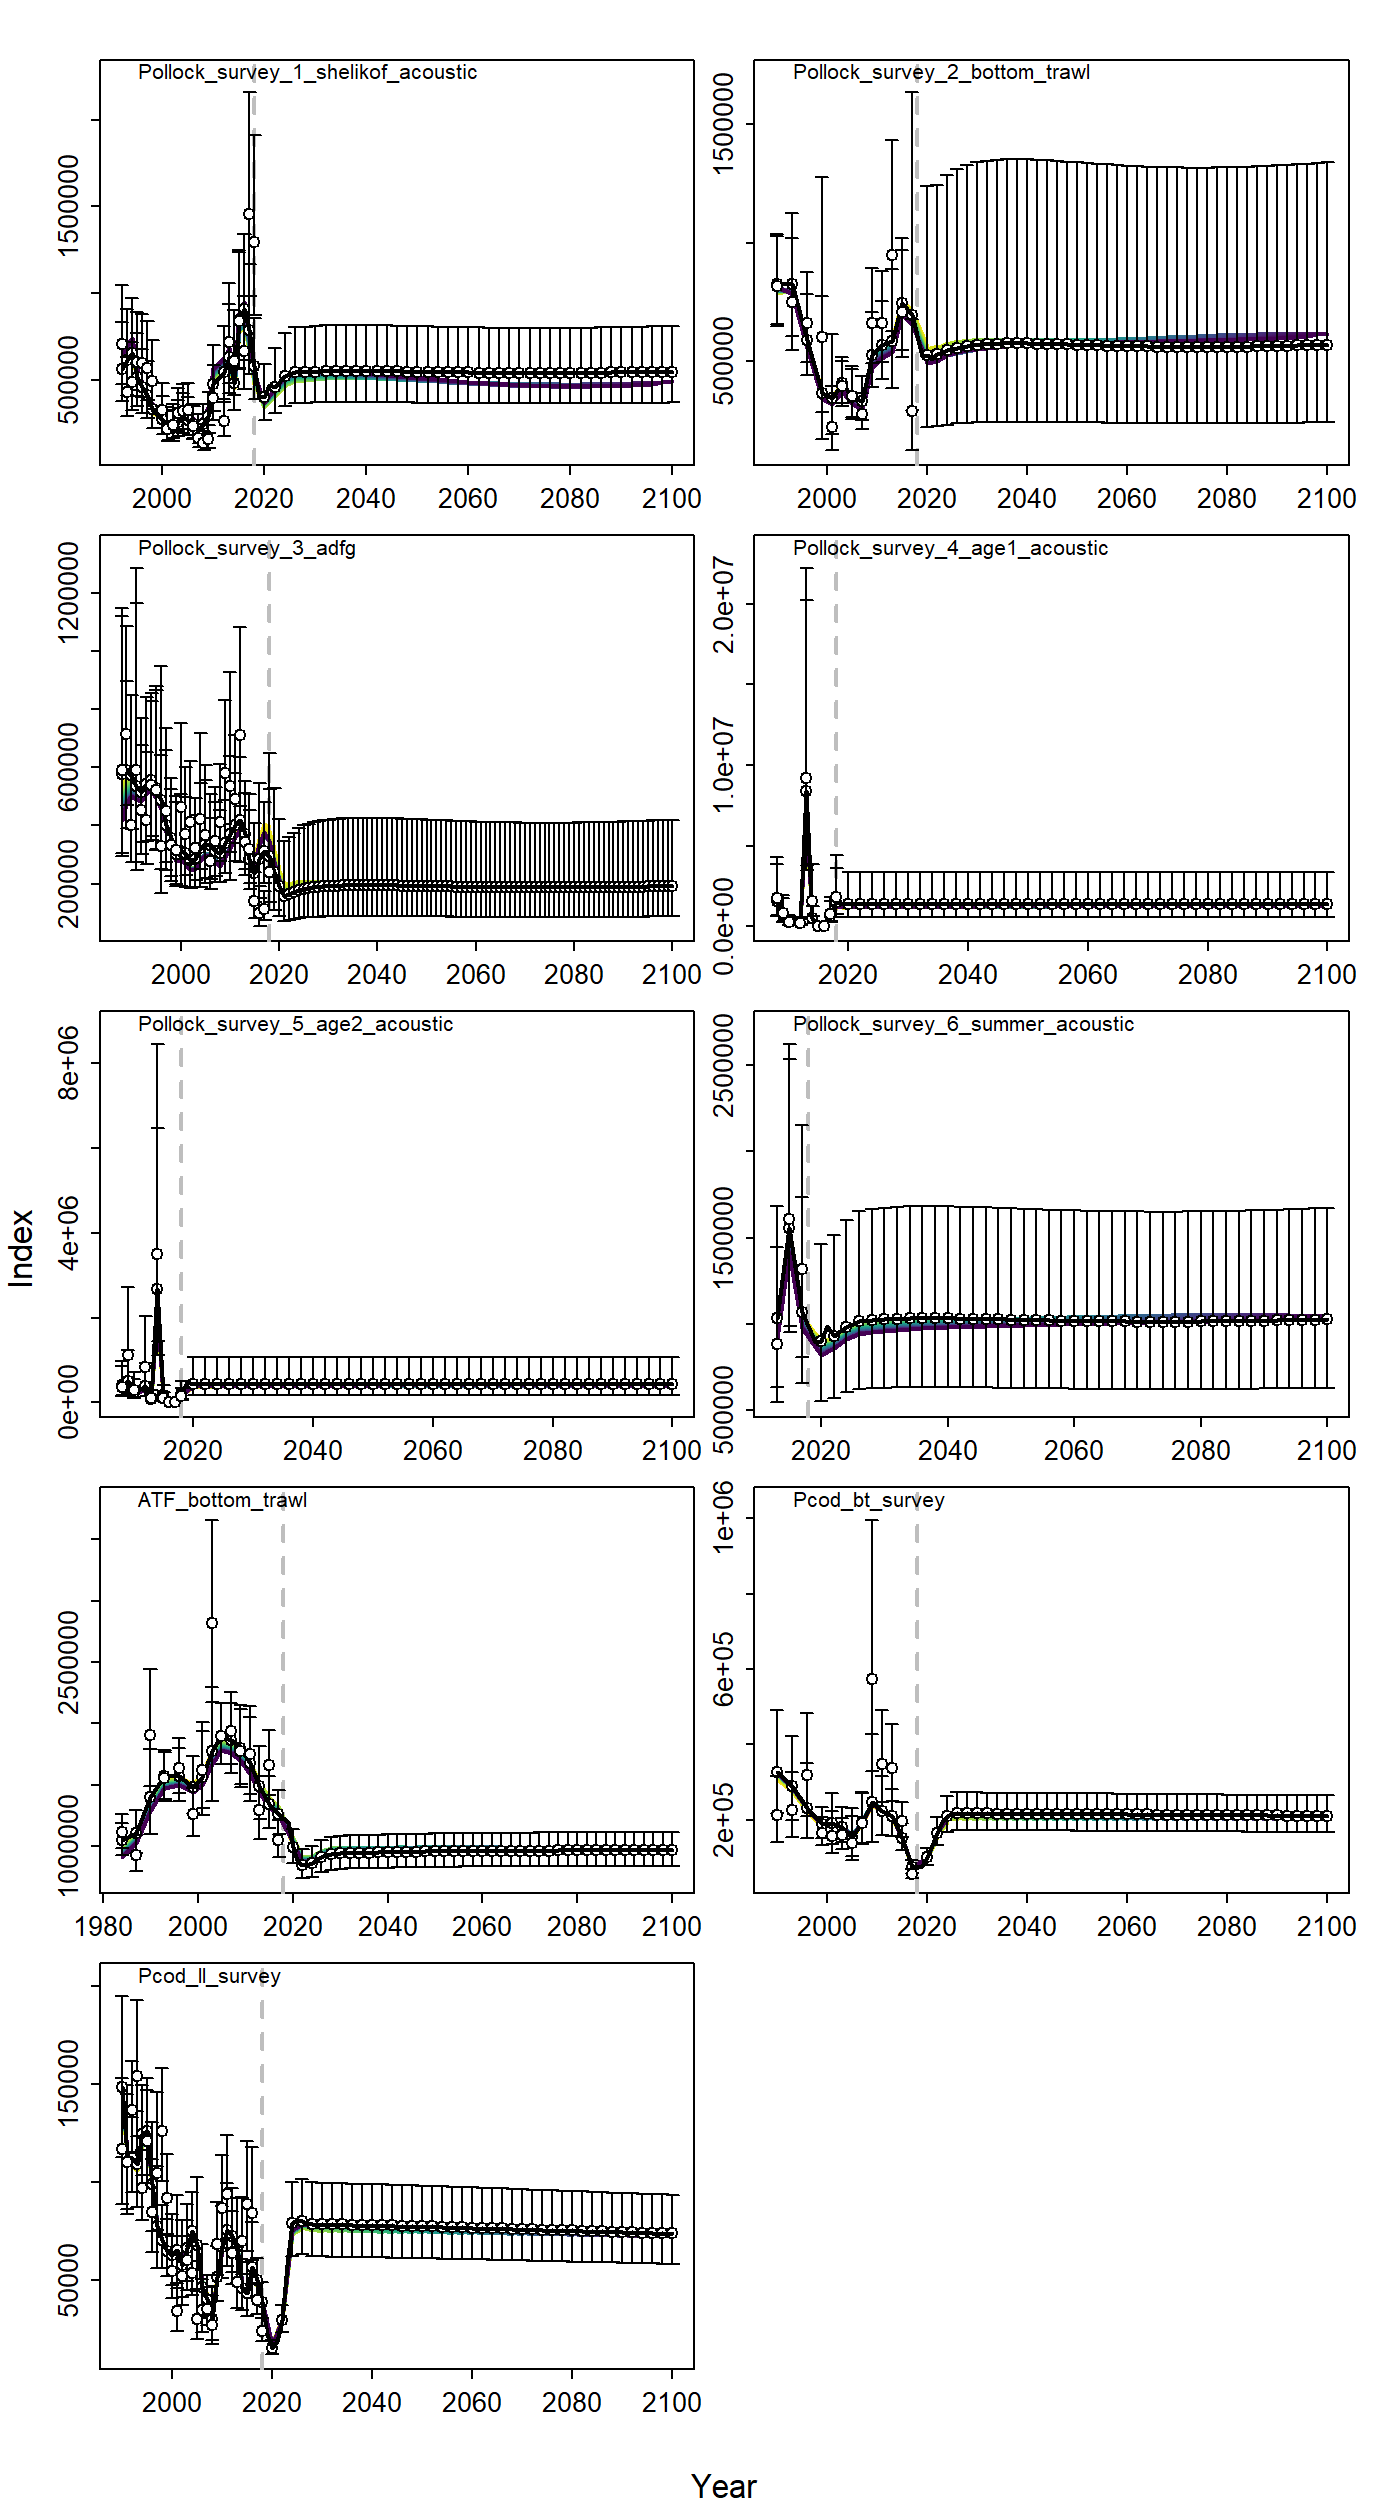 Pollock_survey_1_shelikof_acoustic
500000 1500000
2000 2020 2040 2060 2080 2100
Pollock_survey_2_bottom_trawl
500000 1500000
2000 2020 2040 2060 2080 2100
Pollock_survey_3_adfg
200000 600000 1200000
2000 2020 2040 2060 2080 2100
Pollock_survey_4_age1_acoustic
0.0e+00 1.0e+07 2.0e+07
2020 2040 2060 2080 2100
Pollock_survey_5_age2_acoustic
0e+00 4e+06 8e+06
2020 2040 2060 2080 2100
Pollock_survey_6_summer_acoustic
500000 1500000 2500000
2020 2040 2060 2080 2100
ATF_bottom_trawl
1000000 2500000
1980 2000 2020 2040 2060 2080 2100
Pcod_bt_survey
2e+05 6e+05 1e+06
2000 2020 2040 2060 2080 2100
Pcod_ll_survey
50000 150000
2000 2020 2040 2060 2080 2100
Index
Year